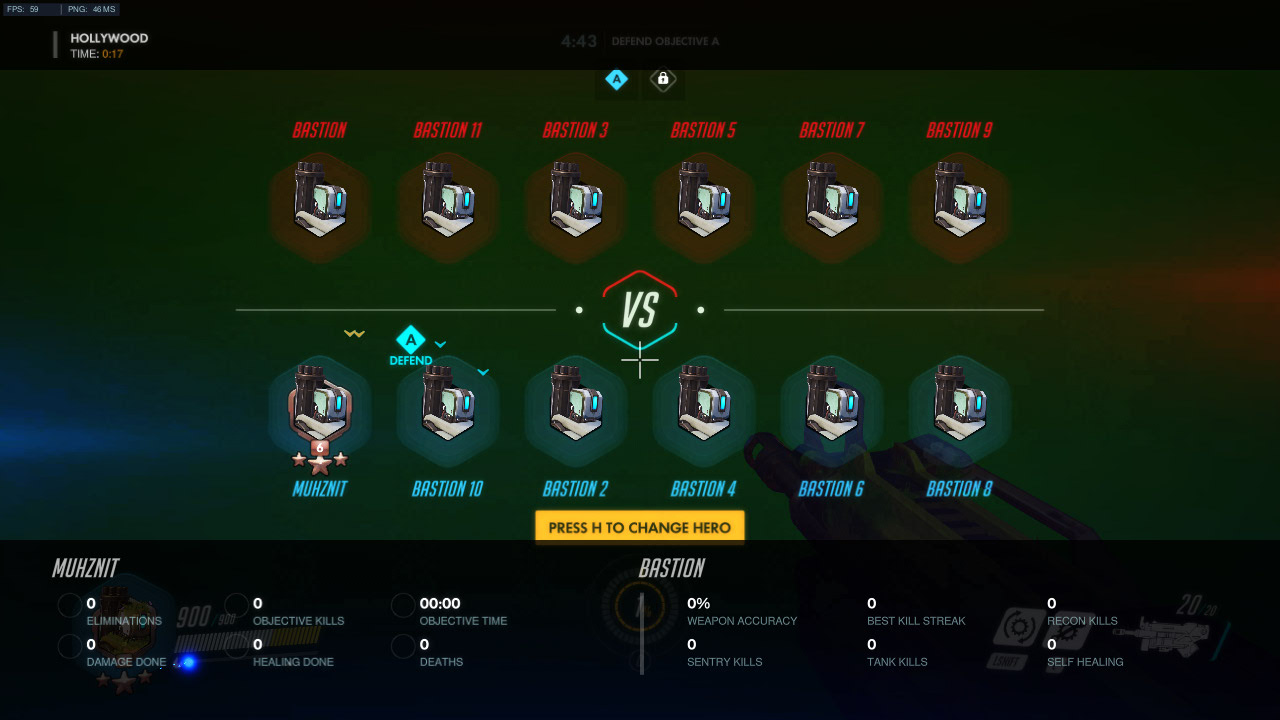 FPS: 59 | PNG: 46 MS
HOLLYWOOD
TIME: 0:17
4:43 DEFEND OBJECTIVE A
A
BASTION BASTION 11 BASTION 3 BASTION 5 BASTION 7 BASTION 9
VS
A
DEFEND
6
MUHZNIT BASTION 10 BASTION 2 BASTION 4 BASTION 6 BASTION 8
PRESS H TO CHANGE HERO
MUHZNIT BASTION
0 0 00:00 0% 0 0
ELIMINATIONS OBJECTIVE KILLS OBJECTIVE TIME WEAPON ACCURACY BEST KILL STREAK RECON KILLS
900/900
20/20
0 0 0 0 0 0
DAMAGE DONE HEALING DONE DEATHS SENTRY KILLS TANK KILLS SELF HEALING
LSHIFT